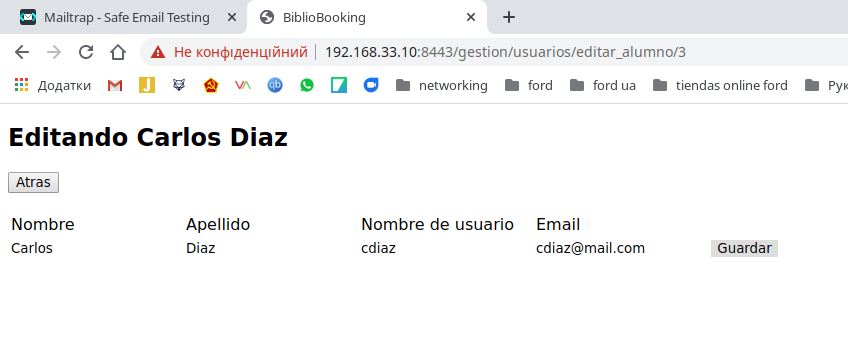 Mailtrap - Safe Email Testing
BiblioBooking
Не конфіденційний
192.168.33.10:8443/gestion/usuarios/editar_alumno/3
Додатки
networking
ford
ford ua
tiendas online ford
Рук
Editando Carlos Diaz
Atras
Nombre Apellido Nombre de usuario Email
Carlos Diaz cdiaz cdiaz@mail.com Guardar